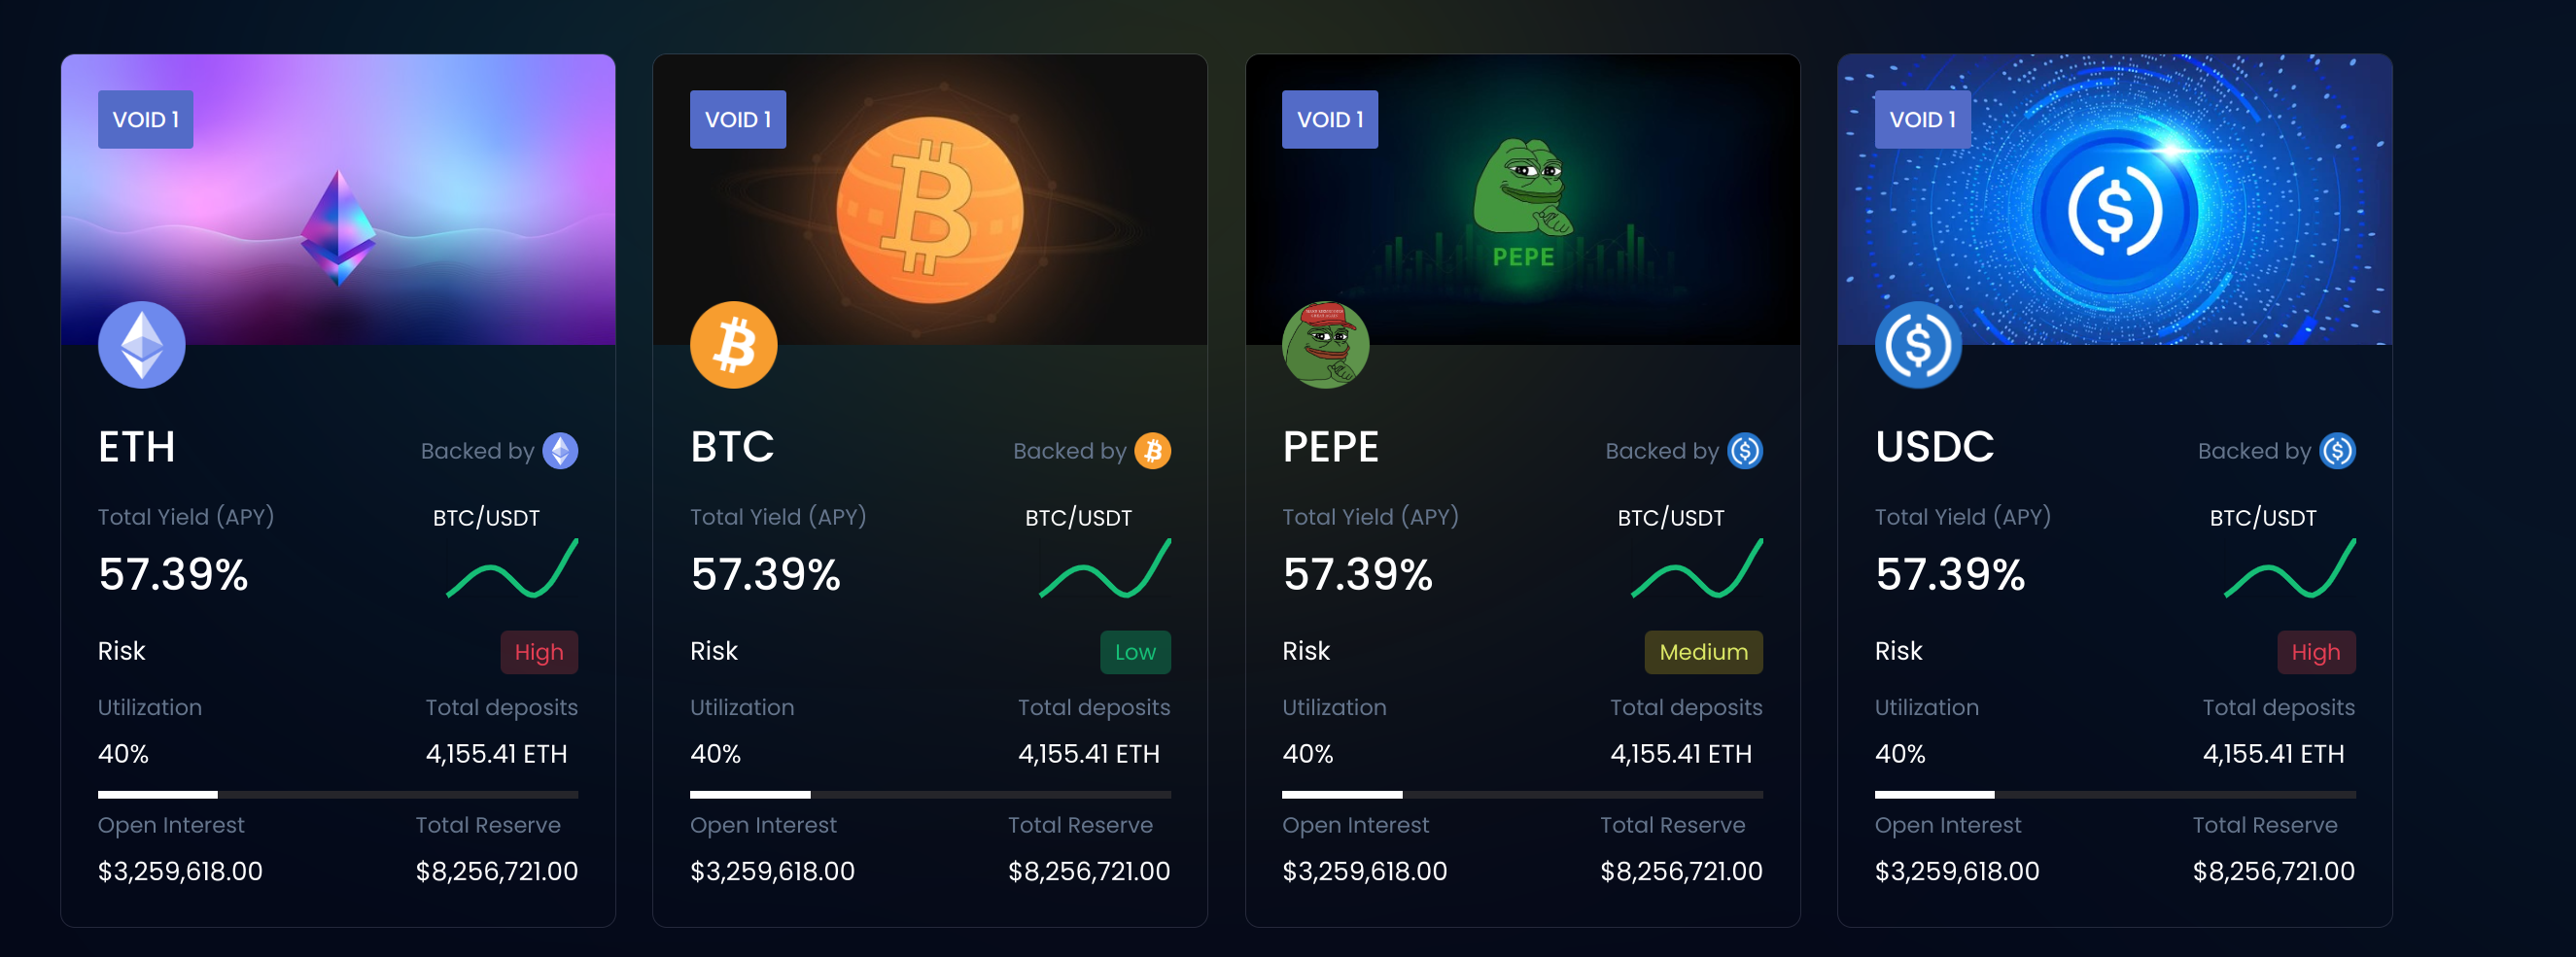 VOID 1
ETH
Backed by
Total Yield (APY)
BTC/USDT
57.39%
Risk
High
Utilization
Total deposits
40%
4,155.41 ETH
Open Interest
Total Reserve
$3,259,618.00
$8,256,721.00
VOID 1
BTC
Backed by
Total Yield (APY)
BTC/USDT
57.39%
Risk
Low
Utilization
Total deposits
40%
4,155.41 ETH
Open Interest
Total Reserve
$3,259,618.00
$8,256,721.00
VOID 1
PEPE
PEPE
Backed by
Total Yield (APY)
BTC/USDT
57.39%
Risk
Medium
Utilization
Total deposits
40%
4,155.41 ETH
Open Interest
Total Reserve
$3,259,618.00
$8,256,721.00
VOID 1
USDC
Backed by
Total Yield (APY)
BTC/USDT
57.39%
Risk
High
Utilization
Total deposits
40%
4,155.41 ETH
Open Interest
Total Reserve
$3,259,618.00
$8,256,721.00